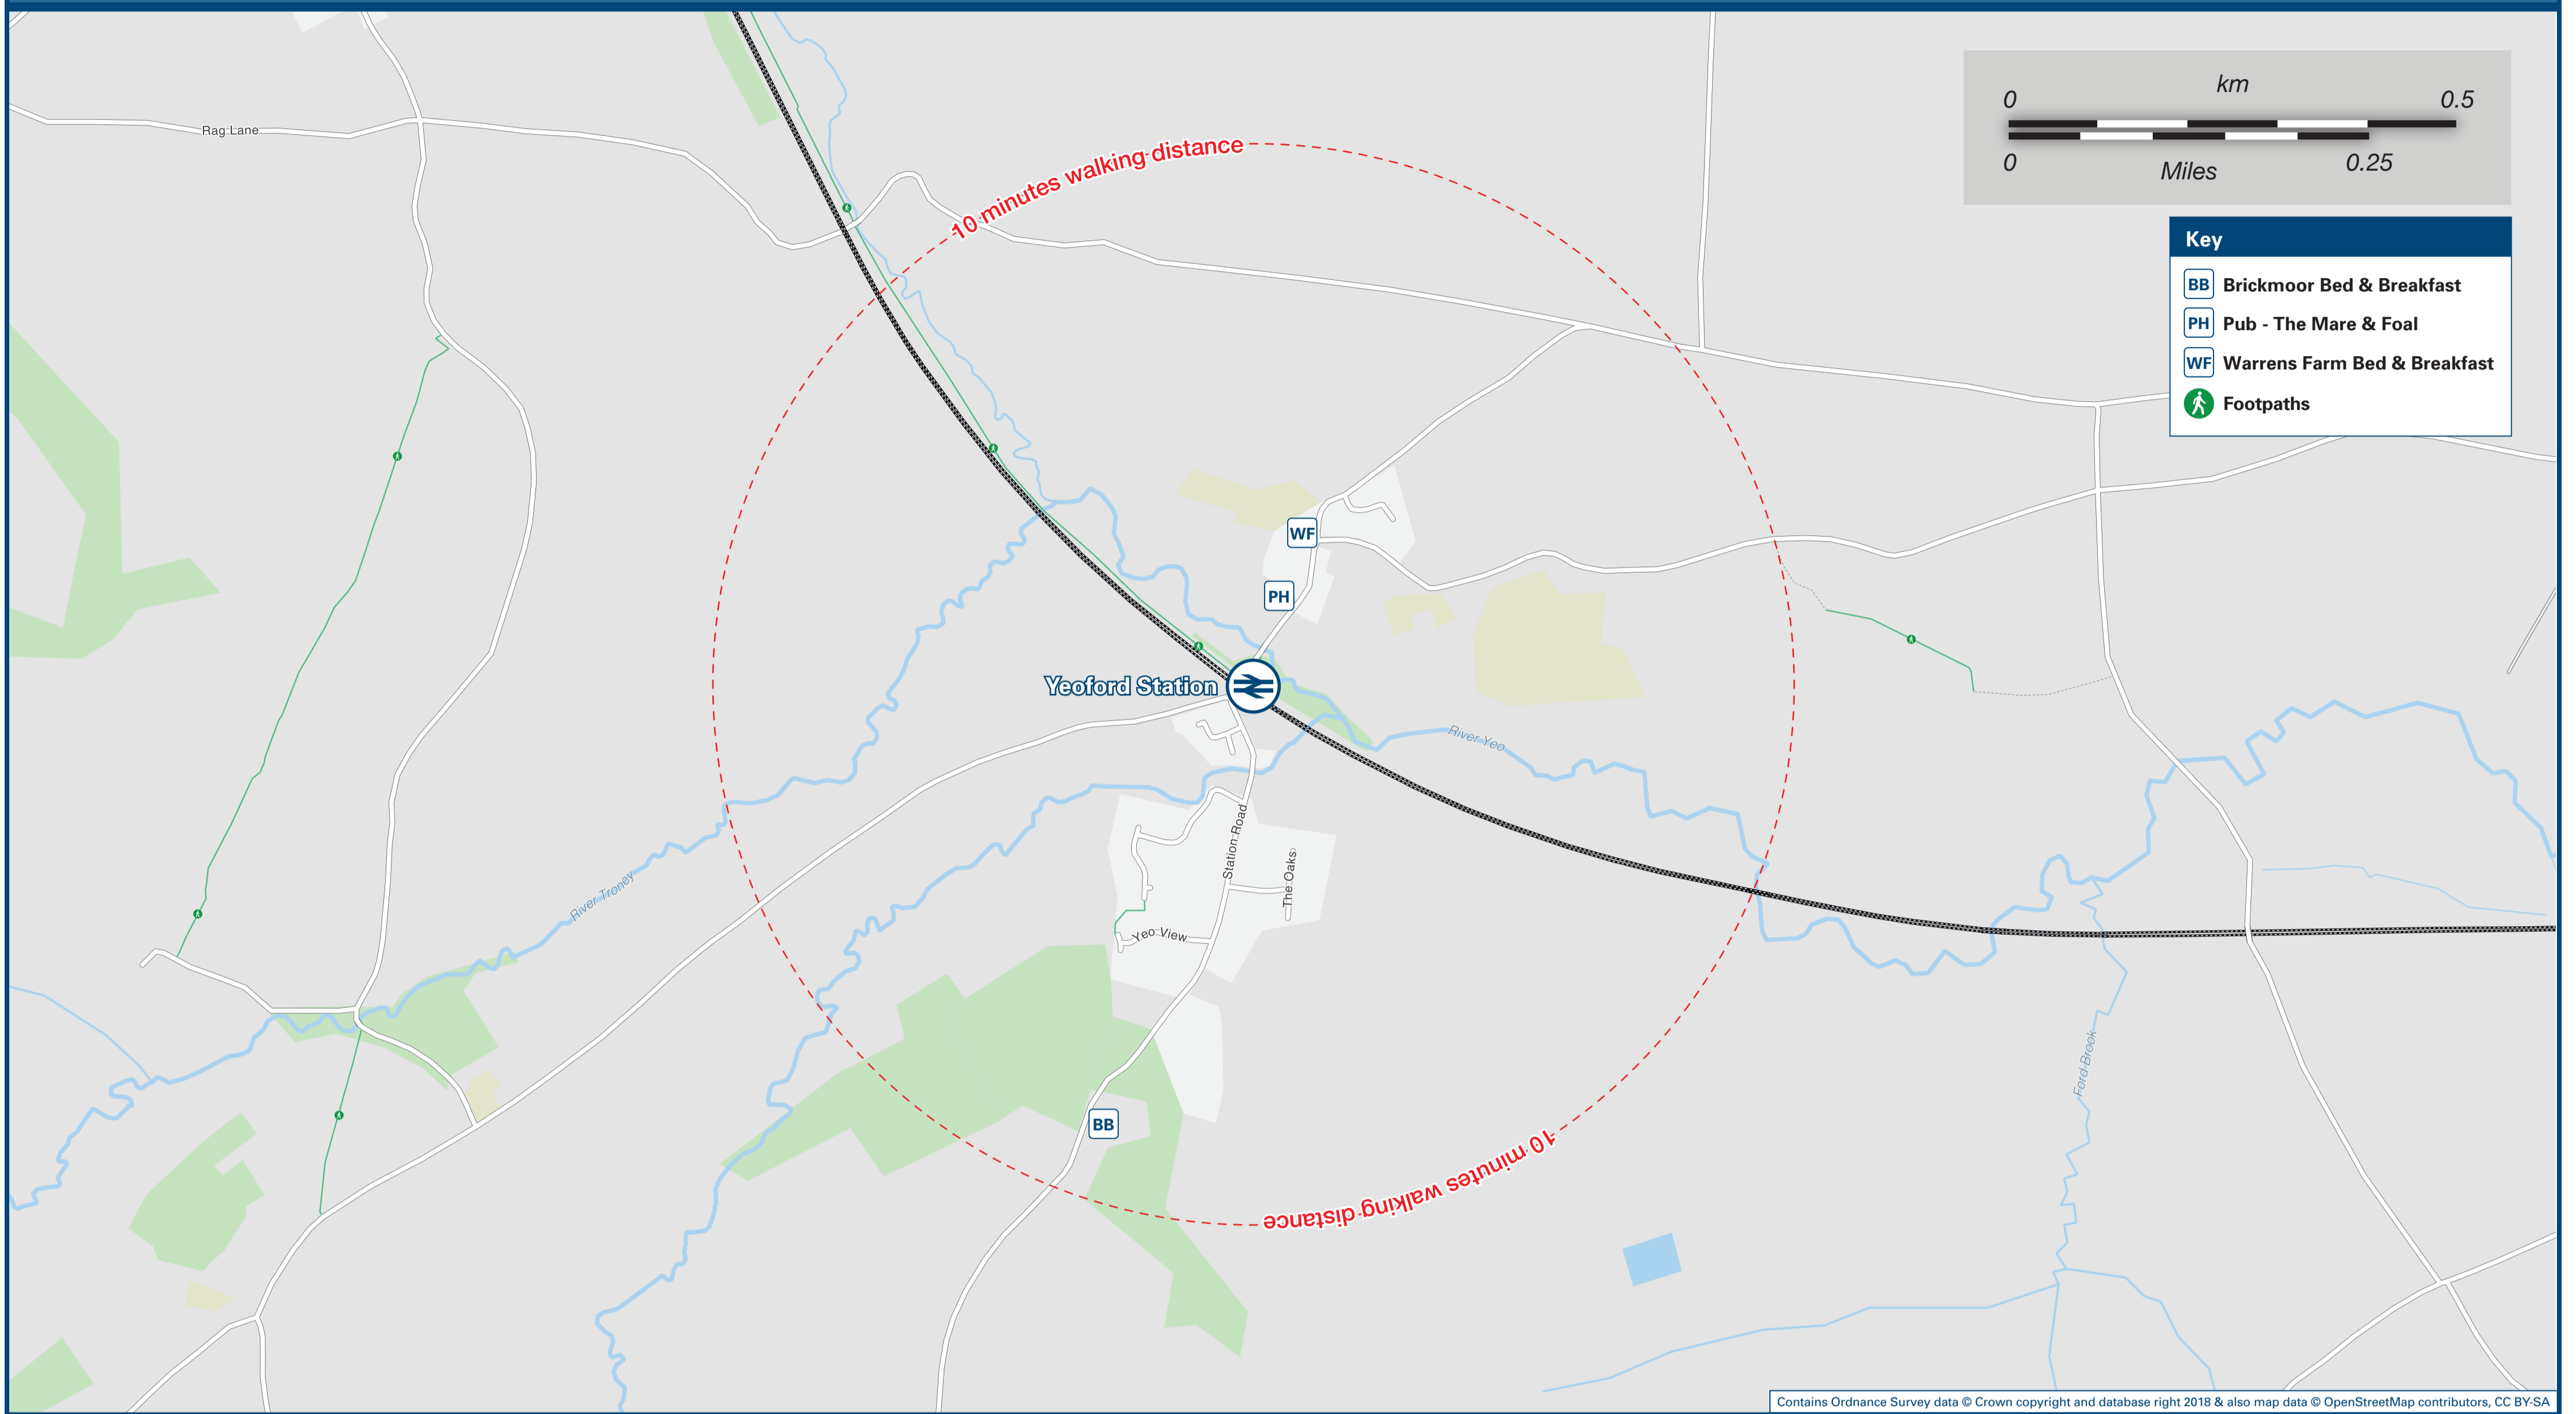 km
0 0.5
0 0.25
Miles
Rag Lane
10 minutes walking distance
Key
BB Brickmoor Bed & Breakfast
PH Pub - The Mare & Foal
WF Warrens Farm Bed & Breakfast
Footpaths
WF
PH
Yeoford Station
River Yeo
Station Road
The Oaks
River Troney
Yeo View
Ford Brook
BB
10 minutes walking distance
Contains Ordnance Survey data © Crown copyright and database right 2018 & also map data © OpenStreetMap contributors, CC BY-SA